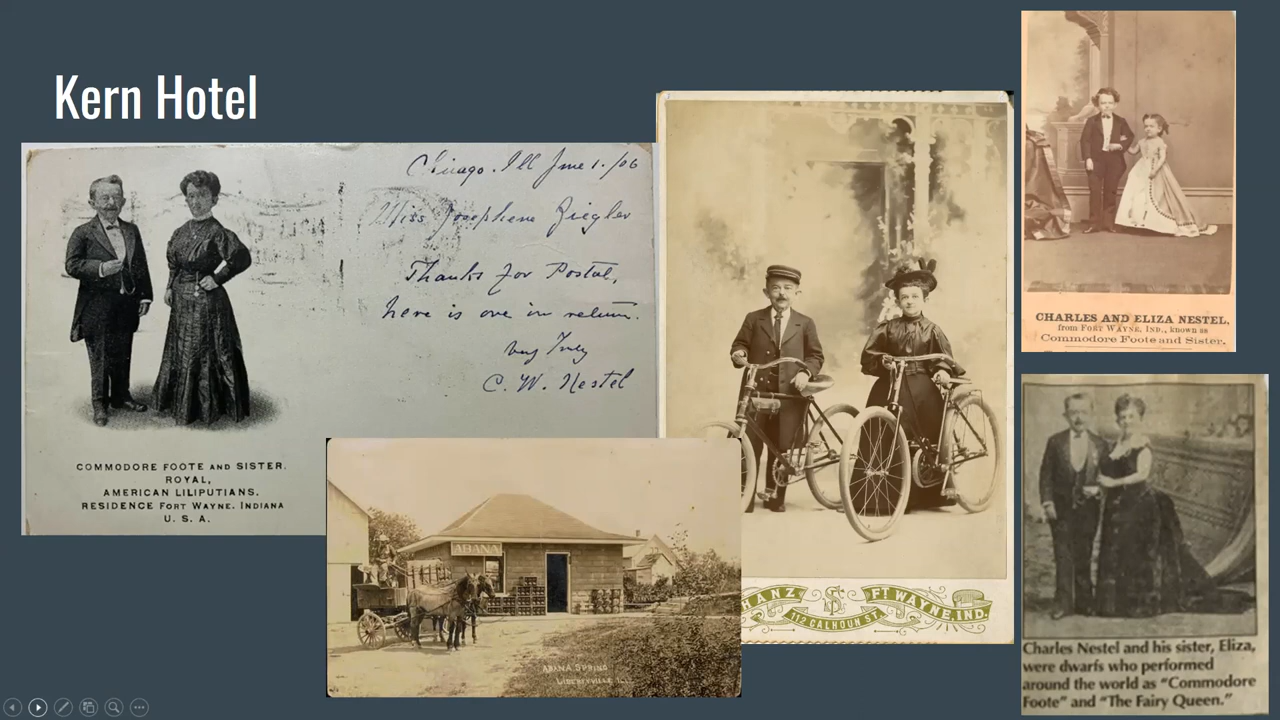 Kern Hotel
Chicago. Ill June 1. /06
Miss Josephene Ziegler
Thanks for Postal,
here is one in return.
Very Truly
C. W. Nestel
COMMODORE FOOTE AND SISTER.
ROYAL,
AMERICAN LILIPUTIANS.
RESIDENCE FORT WAYNE. INDIANA
U. S. A.
ABANA
ABANA SPRING
LIBERTYVILLE ILL.
HANZ
FT WAYNE, IND.
112 CALHOUN ST.
CHARLES AND ELIZA NESTEL,
from FORT WAYNE, IND., known as
Commodore Foote and Sister.
Charles Nestel and his sister, Eliza,
were dwarfs who performed
around the world as “Commodore
Foote” and “The Fairy Queen.”